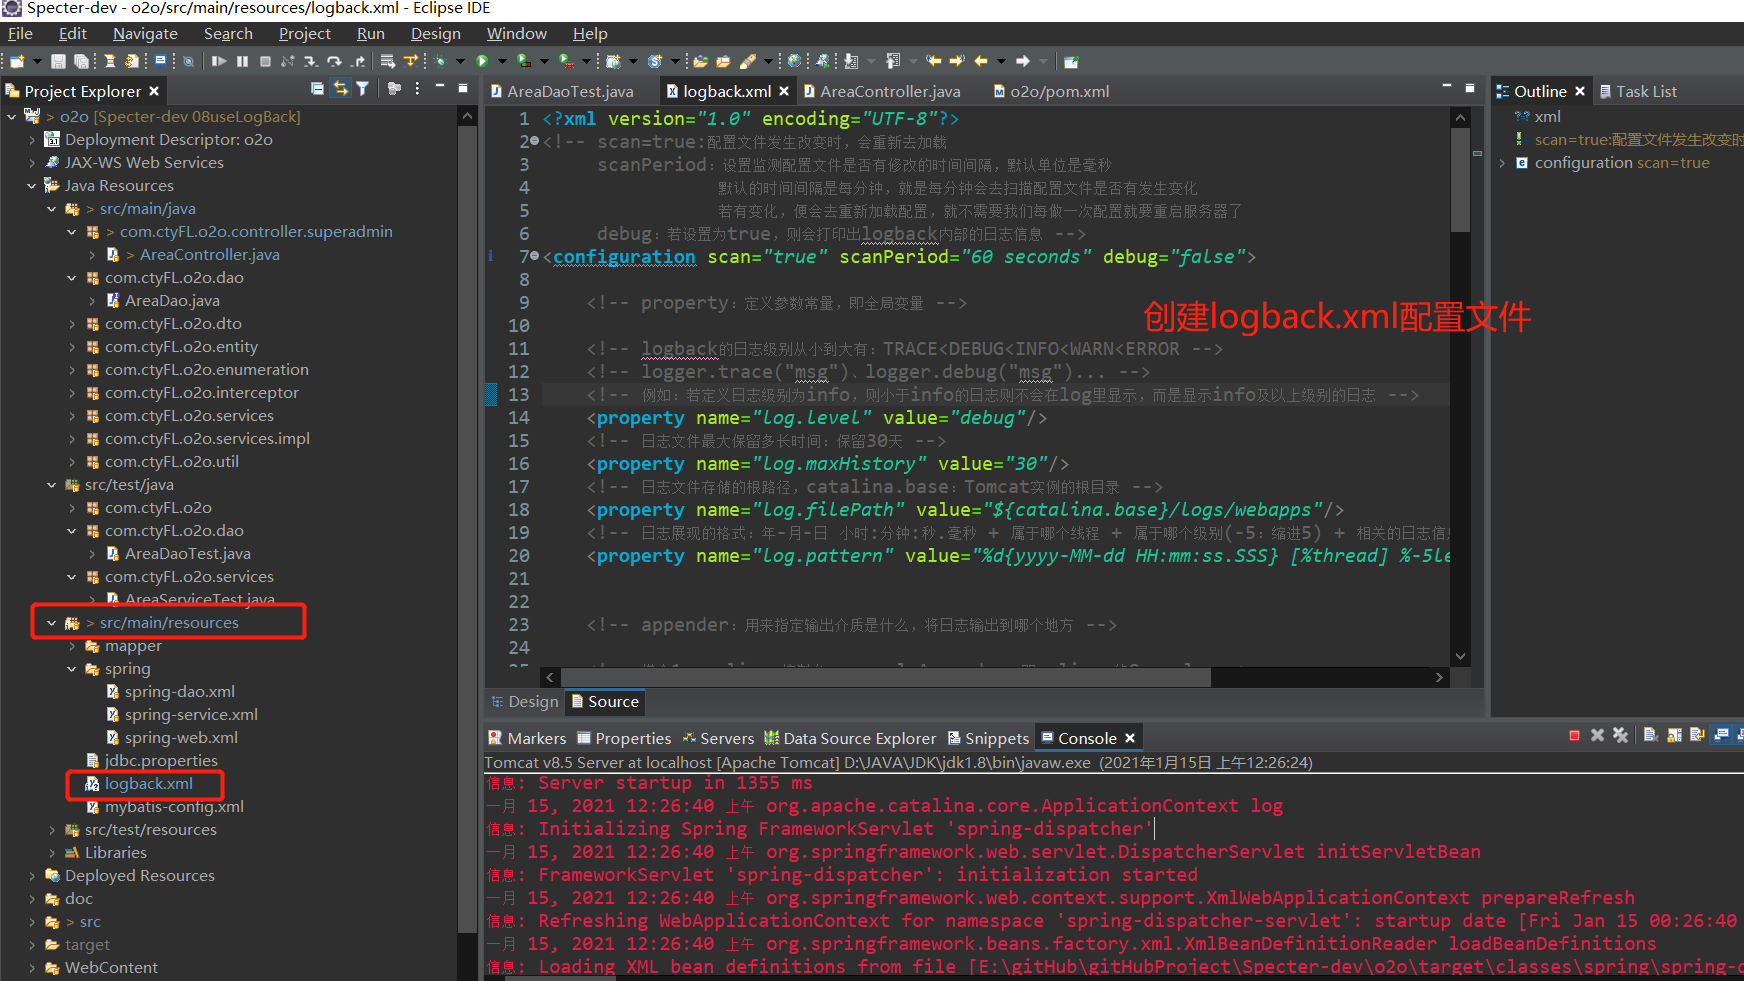 Specter-dev - o2o/src/main/resources/logback.xml - Eclipse IDE
File Edit Navigate Search Project Run Design Window Help
Project Explorer
o2o [Specter-dev 08useLogBack]
Deployment Descriptor: o2o
JAX-WS Web Services
Java Resources
> src/main/java
> com.ctyFL.o2o.controller.superadmin
> AreaController.java
com.ctyFL.o2o.dao
AreaDao.java
com.ctyFL.o2o.dto
com.ctyFL.o2o.entity
com.ctyFL.o2o.enumeration
com.ctyFL.o2o.interceptor
com.ctyFL.o2o.services
com.ctyFL.o2o.services.impl
com.ctyFL.o2o.util
src/test/java
com.ctyFL.o2o
com.ctyFL.o2o.dao
AreaDaoTest.java
com.ctyFL.o2o.services
AreaServiceTest.java
> src/main/resources
mapper
spring
spring-dao.xml
spring-service.xml
spring-web.xml
jdbc.properties
logback.xml
mybatis-config.xml
src/test/resources
Libraries
Deployed Resources
doc
> src
target
WebContent
AreaDaoTest.java logback.xml AreaController.java o2o/pom.xml
1 <?xml version="1.0" encoding="UTF-8"?>
2 <!-- scan=true:配置文件发生改变时，会重新去加载
3 scanPeriod：设置监测配置文件是否有修改的时间间隔，默认单位是毫秒
4 默认的时间间隔是每分钟，就是每分钟会去扫描配置文件是否有发生变化
5 若有变化，便会去重新加载配置，就不需要我们每做一次配置就要重启服务器了
6 debug：若设置为true，则会打印出logback内部的日志信息 -->
7 <configuration scan="true" scanPeriod="60 seconds" debug="false">
8
9 <!-- property：定义参数常量，即全局变量 -->
10
11 <!-- logback的日志级别从小到大有：TRACE<DEBUG<INFO<WARN<ERROR -->
12 <!-- logger.trace("msg")、logger.debug("msg")... -->
13 <!-- 例如：若定义日志级别为info，则小于info的日志则不会在log里显示，而是显示info及以上级别的日志 -->
14 <property name="log.level" value="debug"/>
15 <!-- 日志文件最大保留多长时间：保留30天 -->
16 <property name="log.maxHistory" value="30"/>
17 <!-- 日志文件存储的根路径，catalina.base：Tomcat实例的根目录 -->
18 <property name="log.filePath" value="${catalina.base}/logs/webapps"/>
19 <!-- 日志展现的格式：年-月-日 小时:分钟:秒.毫秒 + 属于哪个线程 + 属于哪个级别(-5：缩进5) + 相关的日志信
20 <property name="log.pattern" value="%d{yyyy-MM-dd HH:mm:ss.SSS} [%thread] %-5le
21
22
23 <!-- appender：用来指定输出介质是什么，将日志输出到哪个地方 -->
24
创建logback.xml配置文件
Design Source
Outline Task List
xml
scan=true:配置文件发生改变时
configuration scan=true
Markers Properties Servers Data Source Explorer Snippets Console
Tomcat v8.5 Server at localhost [Apache Tomcat] D:\JAVA\JDK\jdk1.8\bin\javaw.exe (2021年1月15日 上午12:26:24)
信息: Server startup in 1355 ms
一月 15, 2021 12:26:40 上午 org.apache.catalina.core.ApplicationContext log
信息: Initializing Spring FrameworkServlet 'spring-dispatcher'
一月 15, 2021 12:26:40 上午 org.springframework.web.servlet.DispatcherServlet initServletBean
信息: FrameworkServlet 'spring-dispatcher': initialization started
一月 15, 2021 12:26:40 上午 org.springframework.web.context.support.XmlWebApplicationContext prepareRefresh
信息: Refreshing WebApplicationContext for namespace 'spring-dispatcher-servlet': startup date [Fri Jan 15 00:26:40
一月 15, 2021 12:26:40 上午 org.springframework.beans.factory.xml.XmlBeanDefinitionReader loadBeanDefinitions
信息: Loading XML bean definitions from file [E:\gitHub\gitHubProject\Specter-dev\o2o\target\classes\spring\spring-d